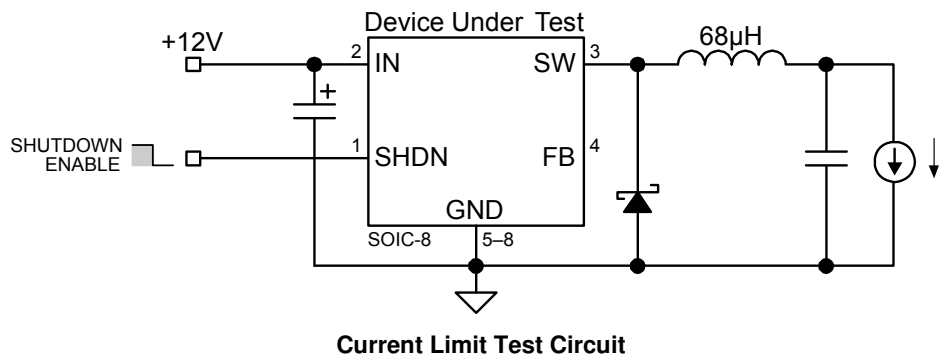 Device Under Test
+12V
68µH
2
IN
SW
3
+
SHUTDOWN
ENABLE
1
SHDN
FB
4
GND
SOIC-8
5–8
Current Limit Test Circuit